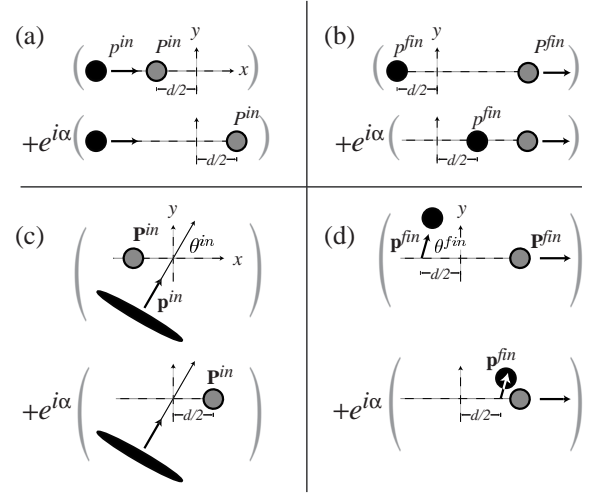 (a) p^{in} P^{in} y
( x )
d/2
+e^{iα} ( P^{in} )
d/2
(b) p^{fin} y P^{fin}
( )
d/2
+e^{iα} ( p^{fin} )
d/2
(c) P^{in} y θ^{in}
( x )
p^{in}
+e^{iα} ( P^{in} )
d/2
(d) p^{fin} θ^{fin} y P^{fin}
( )
d/2
+e^{iα} ( p^{fin} )
d/2